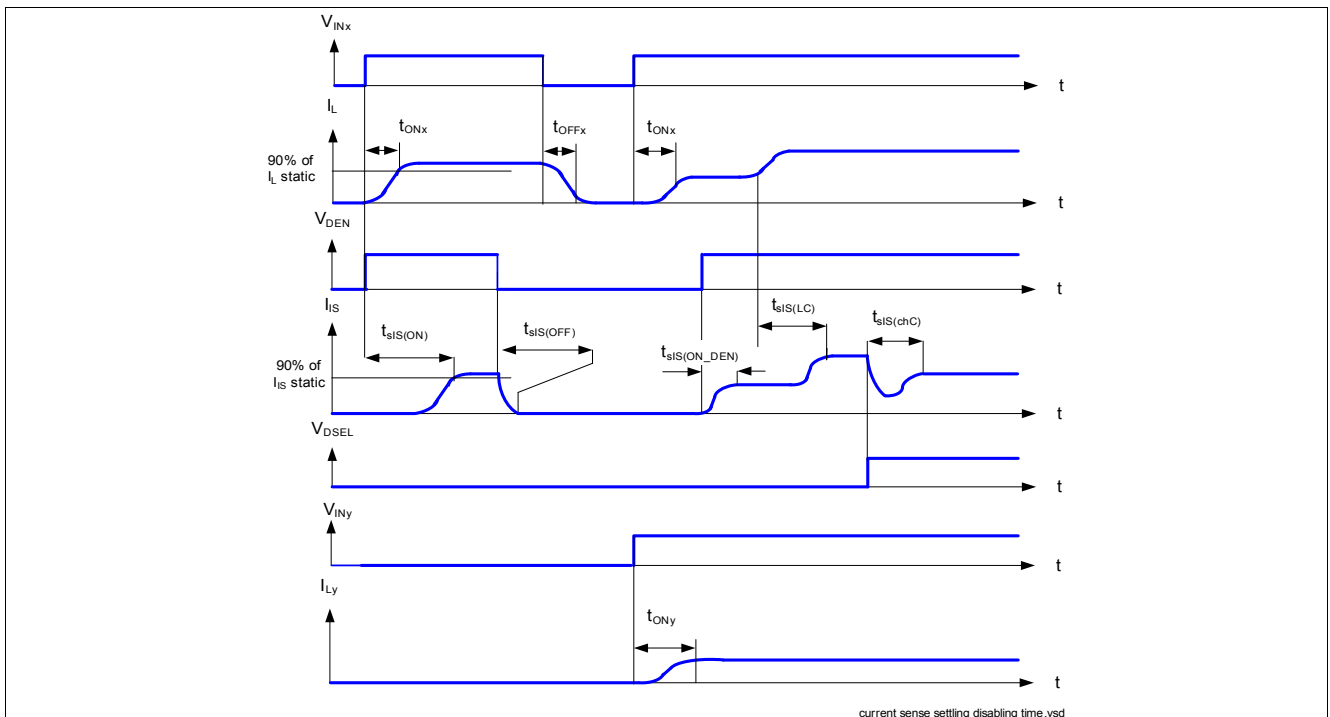 V_INx
t
I_L
t_ONx
t_OFFx
t_ONx
90% of
I_L static
t
V_DEN
t
I_IS
t_sIS(ON)
t_sIS(OFF)
t_sIS(LC)
t_sIS(chC)
t_sIS(ON_DEN)
90% of
I_IS static
t
V_DSEL
t
V_INy
t
I_Ly
t_ONy
t
current sense settling disabling time.vsd